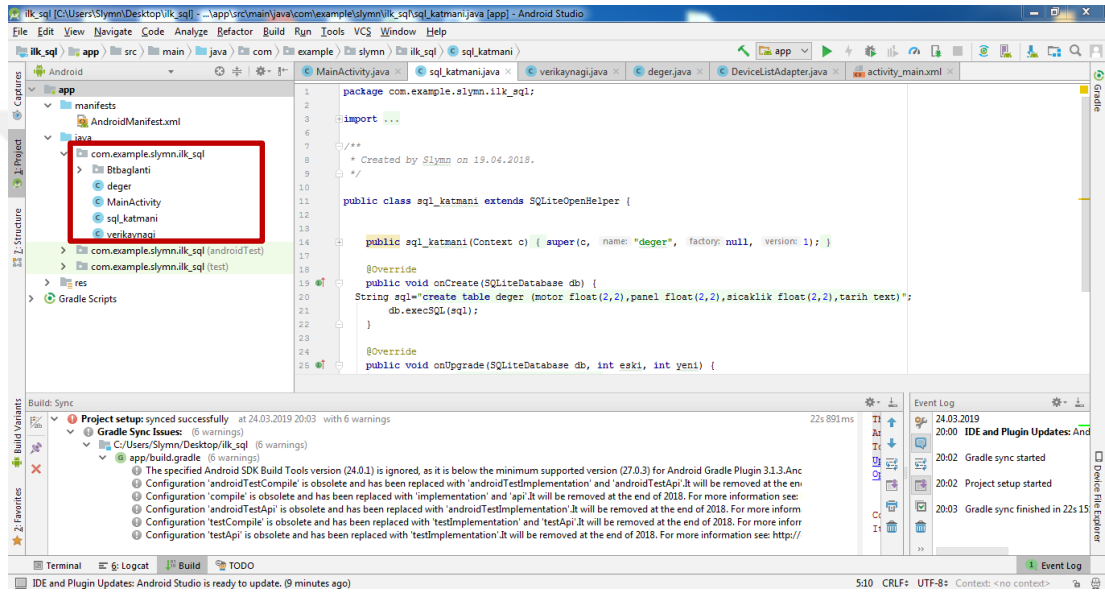 ilk_sql [C:\Users\Slymn\Desktop\ilk_sql] - ...\app\src\main\java\com\example\slymn\ilk_sql\sql_katmani.java [app] - Android Studio
File Edit View Navigate Code Analyze Refactor Build Run Tools VCS Window Help
ilk_sql app src main java com example slymn ilk_sql sql_katmani
app
Android
MainActivity.java × sql_katmani.java × verikaynagi.java × deger.java × DeviceListAdapter.java × activity_main.xml ×
Captures
1: Project
7: Structure
Build Variants
2: Favorites
app
manifests
AndroidManifest.xml
java
com.example.slymn.ilk_sql
Btbaglanti
deger
MainActivity
sql_katmani
verikaynagi
com.example.slymn.ilk_sql (androidTest)
com.example.slymn.ilk_sql (test)
res
Gradle Scripts
1 package com.example.slymn.ilk_sql;
2
3 import ...
6
7 /**
8 * Created by Slymn on 19.04.2018.
9 */
10
11 public class sql_katmani extends SQLiteOpenHelper {
12
13
14 public sql_katmani(Context c) { super(c, name: "deger", factory: null, version: 1); }
17
18 @Override
19 public void onCreate(SQLiteDatabase db) {
20 String sql="create table deger (motor float(2,2),panel float(2,2),sicaklik float(2,2),tarih text)";
21 db.execSQL(sql);
22 }
23
24 @Override
25 public void onUpgrade(SQLiteDatabase db, int eski, int yeni) {
Gradle
Device File Explorer
Build: Sync
Project setup: synced successfully at 24.03.2019 20:03 with 6 warnings 22s 891ms
Gradle Sync Issues: (6 warnings)
C:/Users/Slymn/Desktop/ilk_sql (6 warnings)
app/build.gradle (6 warnings)
The specified Android SDK Build Tools version (24.0.1) is ignored, as it is below the minimum supported version (27.0.3) for Android Gradle Plugin 3.1.3.Anc
Configuration 'androidTestCompile' is obsolete and has been replaced with 'androidTestImplementation' and 'androidTestApi'.It will be removed at the en
Configuration 'compile' is obsolete and has been replaced with 'implementation' and 'api'.It will be removed at the end of 2018. For more information see:
Configuration 'androidTestApi' is obsolete and has been replaced with 'androidTestImplementation'.It will be removed at the end of 2018. For more inform
Configuration 'testCompile' is obsolete and has been replaced with 'testImplementation' and 'testApi'.It will be removed at the end of 2018. For more inforr
Configuration 'testApi' is obsolete and has been replaced with 'testImplementation'.It will be removed at the end of 2018. For more information see: http://
Event Log
24.03.2019
20:00 IDE and Plugin Updates: And
20:02 Gradle sync started
20:02 Project setup started
20:03 Gradle sync finished in 22s 15
Terminal 6: Logcat Build TODO 1 Event Log
IDE and Plugin Updates: Android Studio is ready to update. (9 minutes ago) 5:10 CRLF UTF-8 Context: <no context>